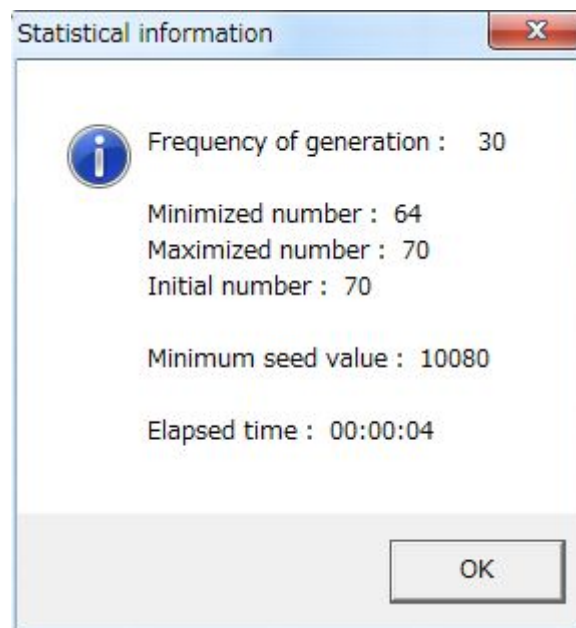 Statistical information
Frequency of generation : 30
Minimized number : 64
Maximized number : 70
Initial number : 70
Minimum seed value : 10080
Elapsed time : 00:00:04
OK